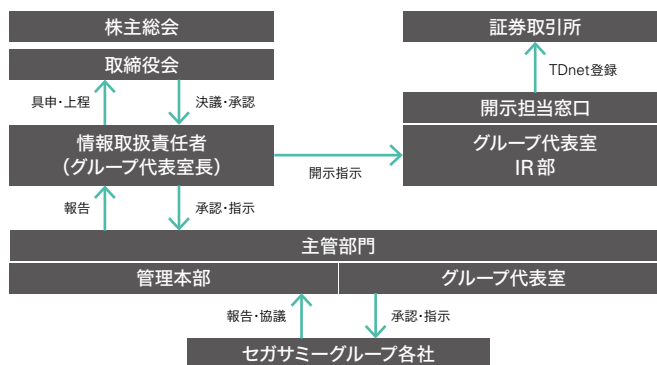 株主総会
取締役会
具申・上程
決議・承認
情報取扱責任者
（グループ代表室長）
報告
承認・指示
開示指示
証券取引所
TDnet登録
開示担当窓口
グループ代表室
IR部
主管部門
管理本部
グループ代表室
報告・協議
承認・指示
セガサミーグループ各社